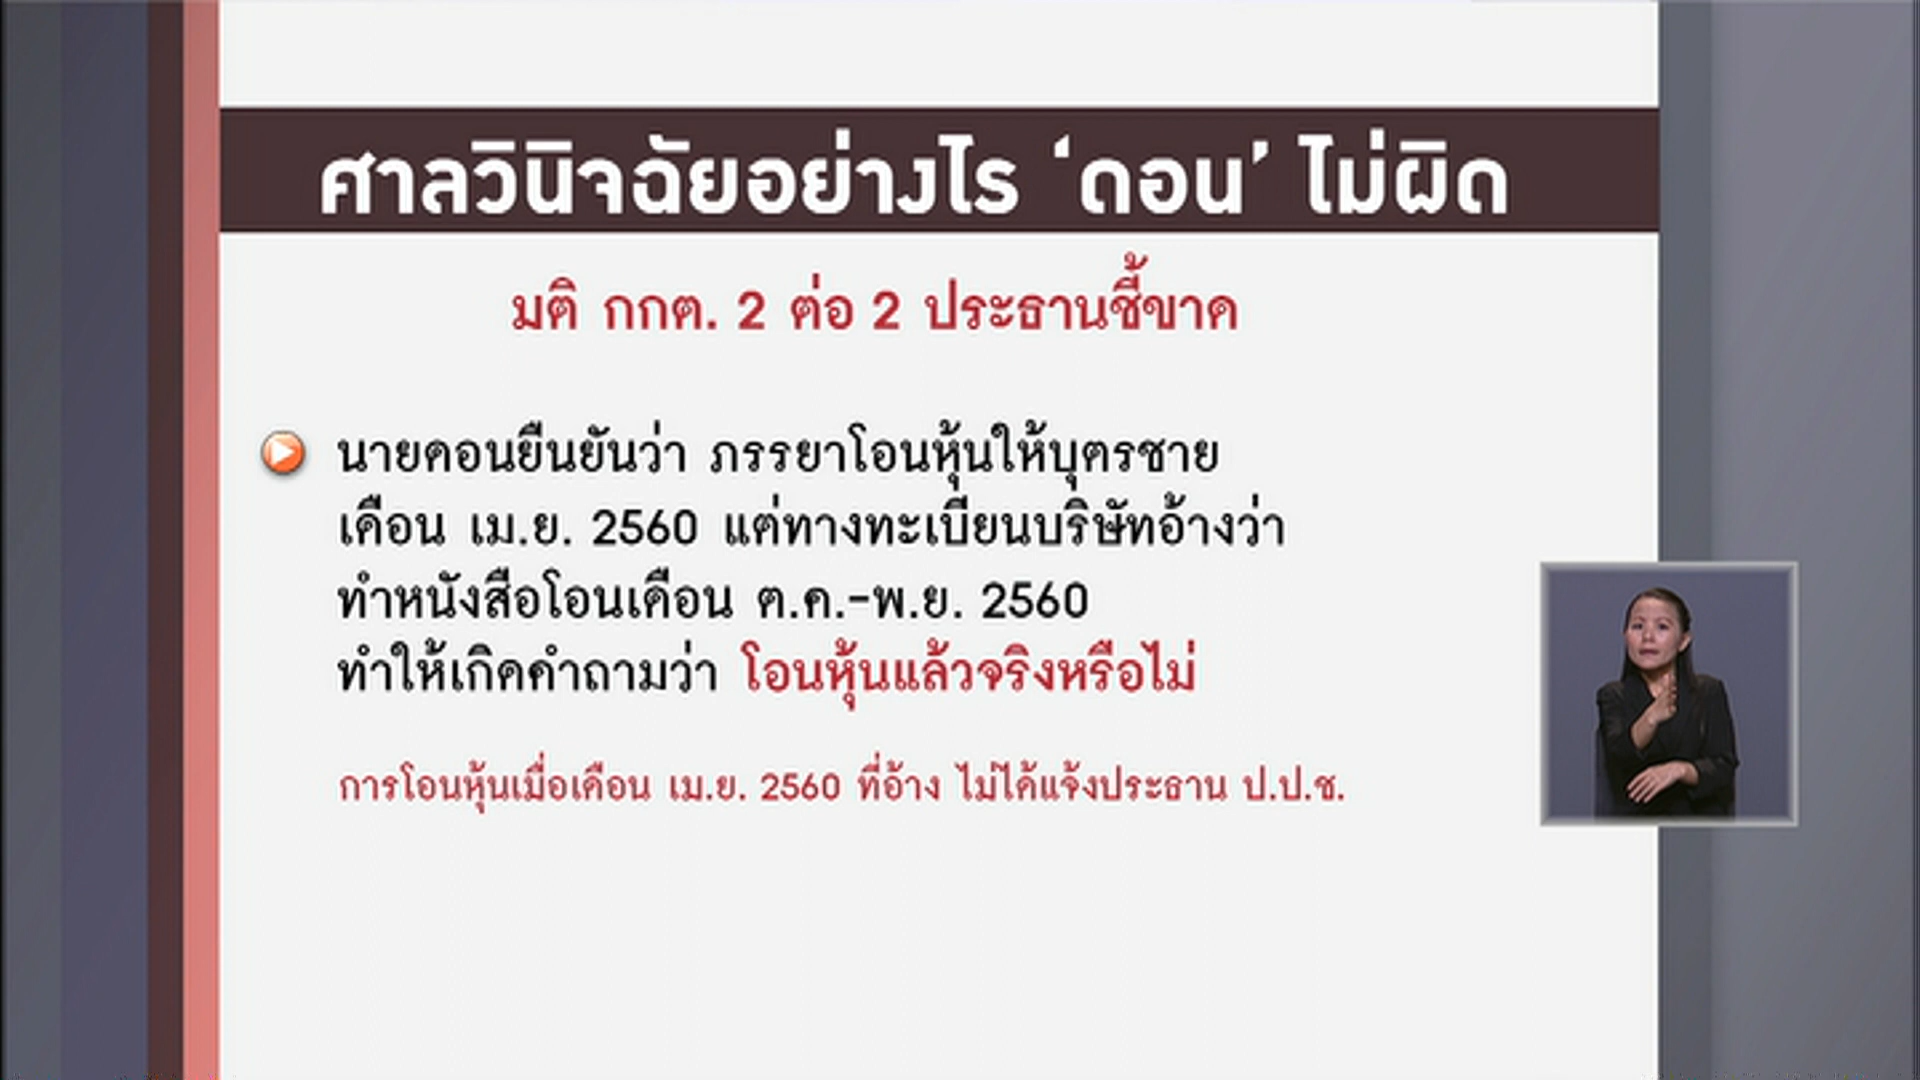 ศาลวินิจฉัยอย่างไร ‘ดอน’ ไม่ผิด
มติ กกต. 2 ต่อ 2 ประธานชี้ขาด
นายดอนยืนยันว่า ภรรยาโอนหุ้นให้บุตรชาย
เดือน เม.ย. 2560 แต่ทางทะเบียนบริษัทอ้างว่า
ทำหนังสือโอนเดือน ต.ค.-พ.ย. 2560
ทำให้เกิดคำถามว่า โอนหุ้นแล้วจริงหรือไม่
การโอนหุ้นเมื่อเดือน เม.ย. 2560 ที่อ้าง ไม่ได้แจ้งประธาน ป.ป.ช.